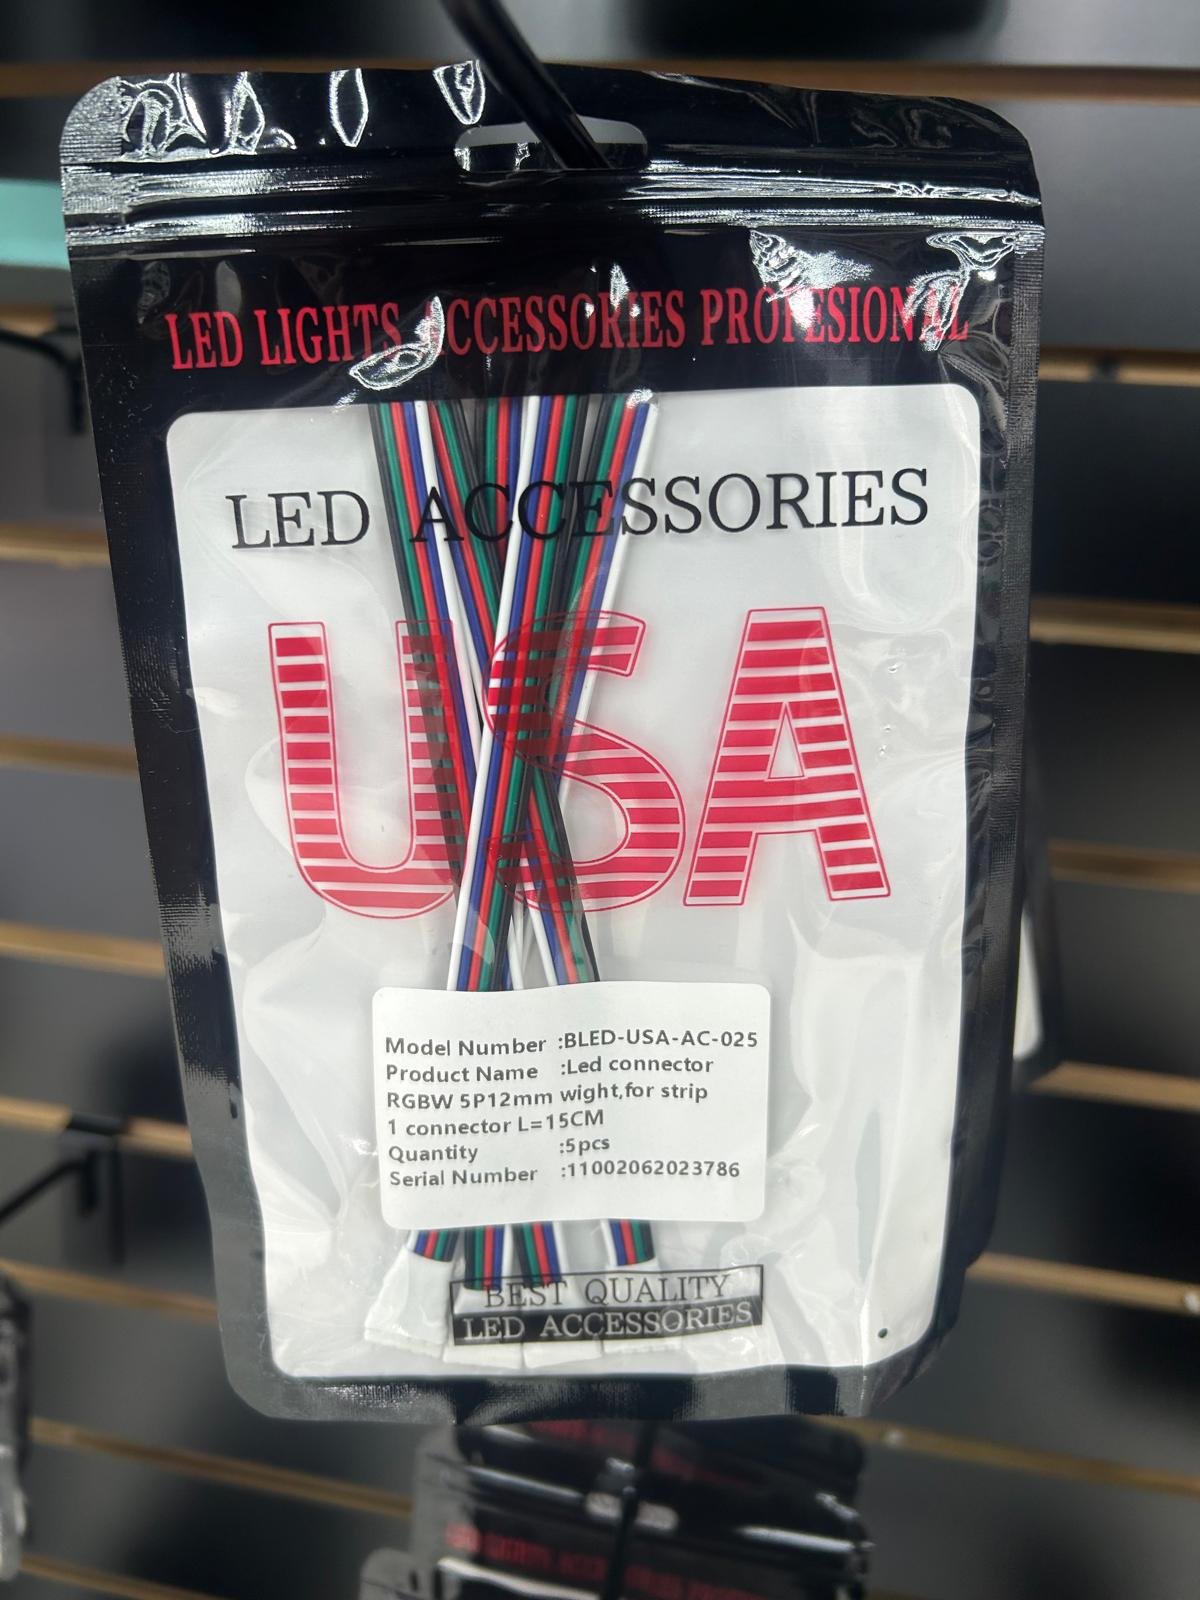 LED LIGHTS ACCESSORIES PROFESIONAL
LED ACCESSORIES
USA
Model Number :BLED-USA-AC-025
Product Name :Led connector
RGBW 5P12mm wight,for strip
1 connector L=15CM
Quantity :5pcs
Serial Number :11002062023786
BEST QUALITY
LED ACCESSORIES